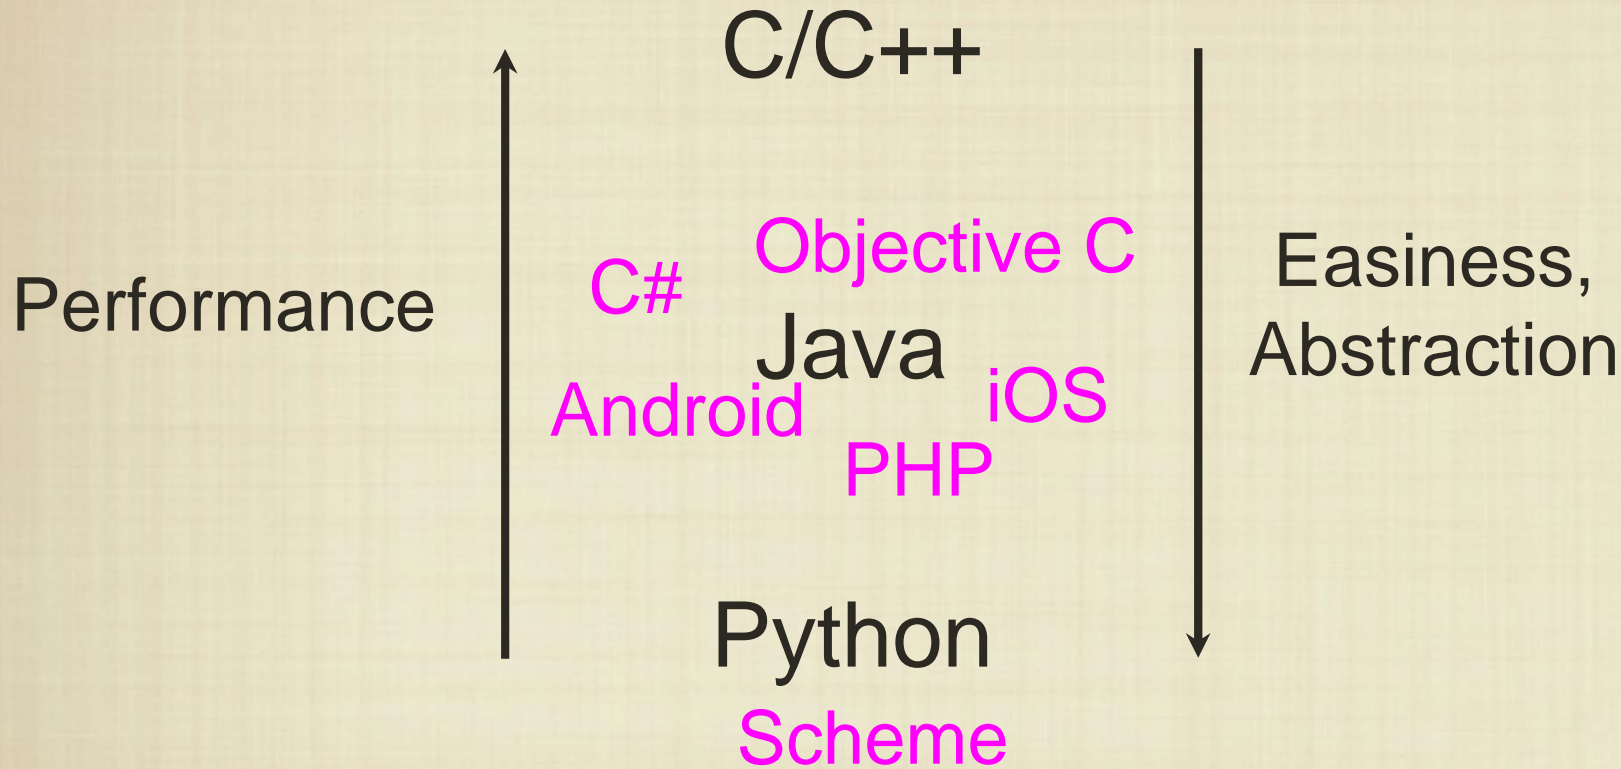 C/C++
Performance
C#
Objective C
Java
Android
iOS
PHP
Easiness,
Abstraction
Python
Scheme